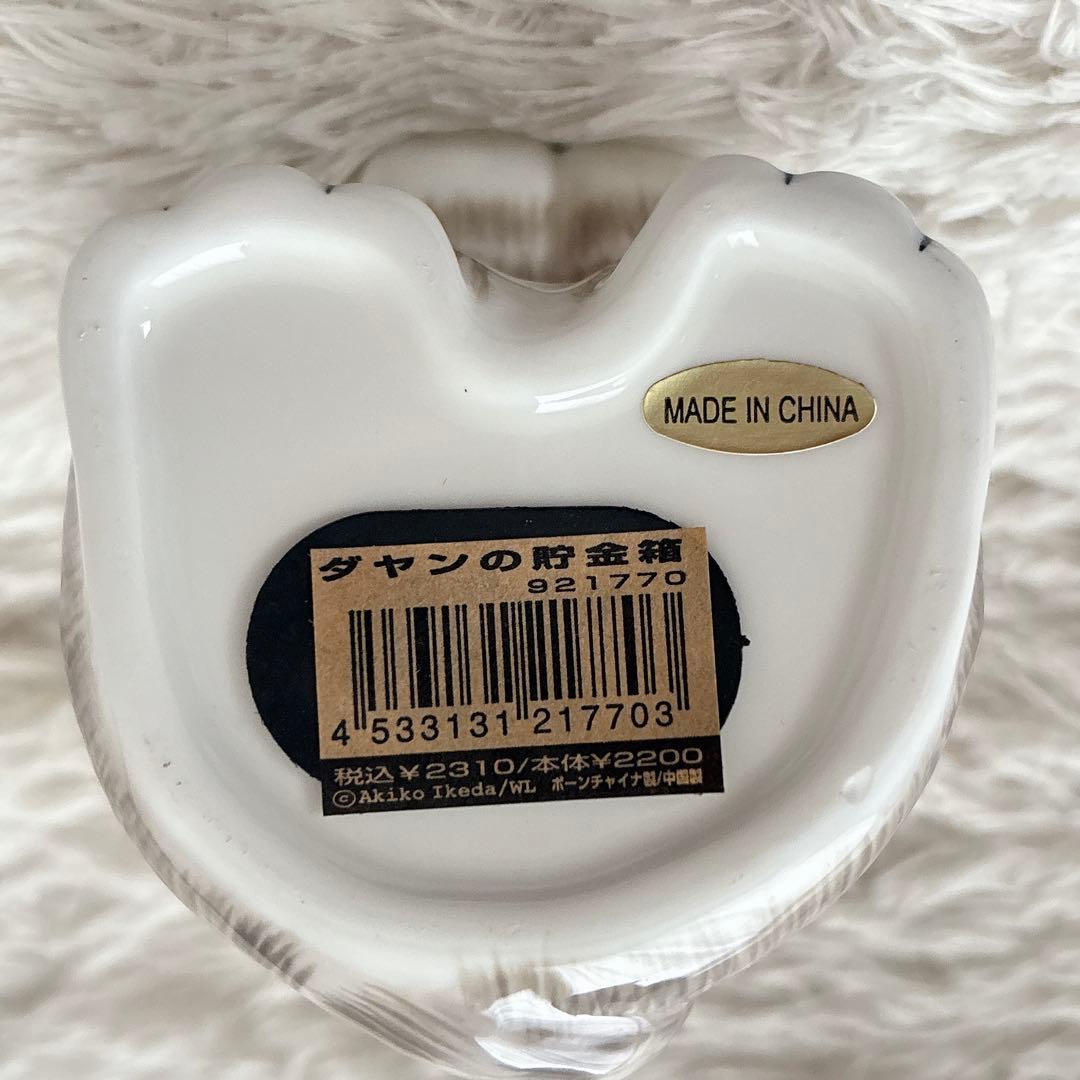 MADE IN CHINA
ダヤンの貯金箱
921770
4 533131 217703
税込¥2310/本体¥2200
©Akiko Ikeda/WL ボーンチャイナ製/中国製